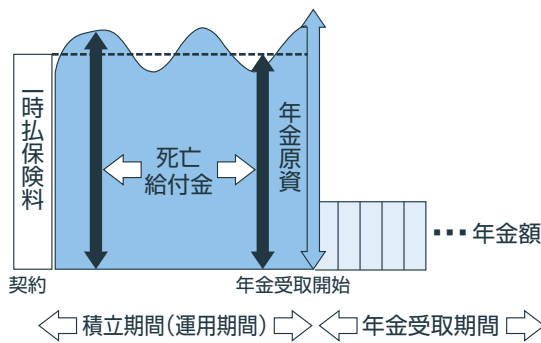 一時払保険料
死亡
給付金
年金原資
･･･年金額
契約
年金受取開始
積立期間(運用期間)
年金受取期間